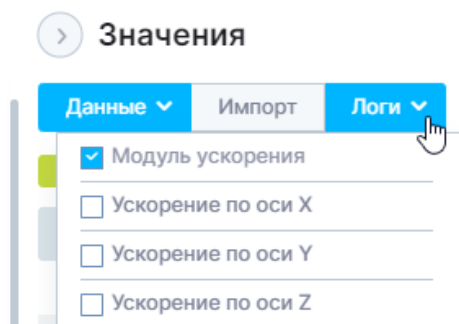 Значения
Данные Импорт Логи
Модуль ускорения
Ускорение по оси X
Ускорение по оси Y
Ускорение по оси Z